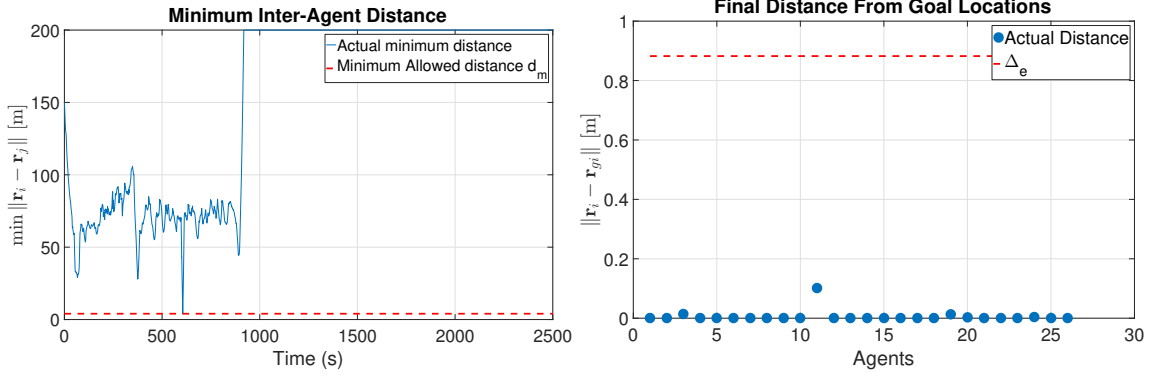 Minimum Inter-Agent Distance
200
150
100
50
0
0 500 1000 1500 2000 2500
Time (s)
min ||r_i − r_j|| [m]
Actual minimum distance
Minimum Allowed distance d_m
Final Distance From Goal Locations
1
0.8
0.6
0.4
0.2
0
0 5 10 15 20 25 30
Agents
||r_i − r_{gi}|| [m]
Actual Distance
Δ_e